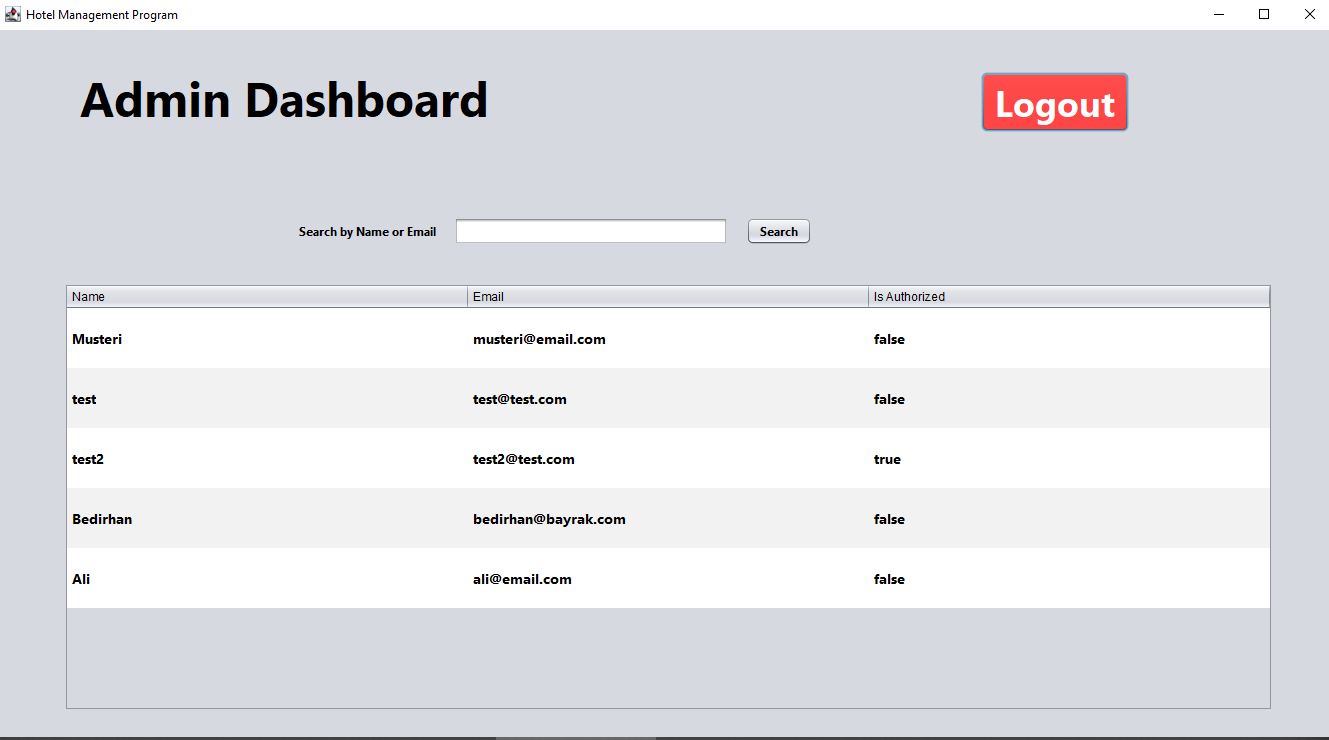 Hotel Management Program
Admin Dashboard
Logout
Search by Name or Email Search
Name Email Is Authorized
Musteri musteri@email.com false
test test@test.com false
test2 test2@test.com true
Bedirhan bedirhan@bayrak.com false
Ali ali@email.com false